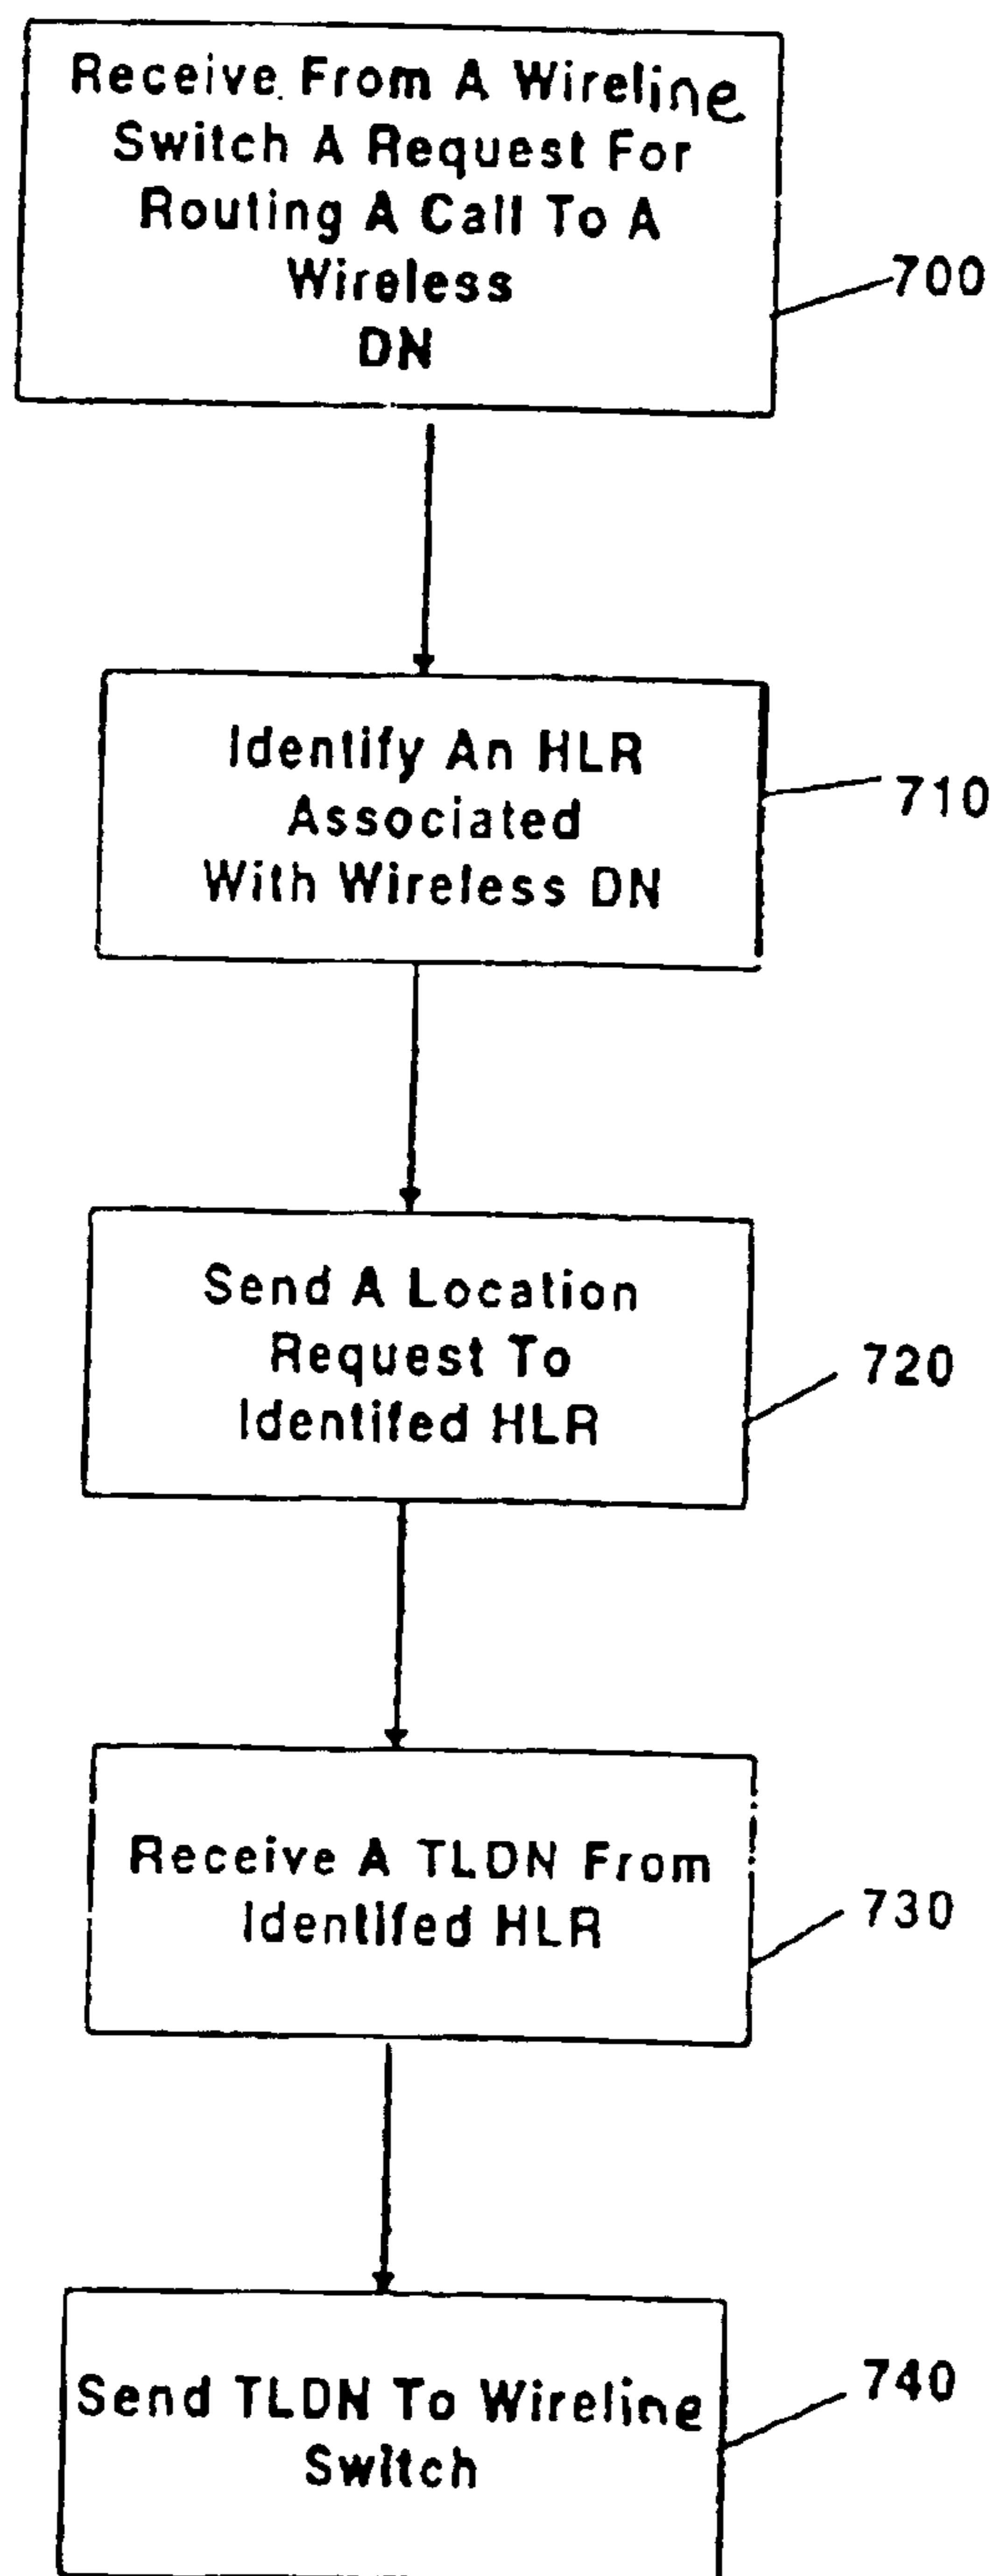 Receive From A Wireline
Switch A Request For
Routing A Call To A
Wireless
DN
700
Identify An HLR
Associated
With Wireless DN
710
Send A Location
Request To
Identifed HLR
720
Receive A TLDN From
Identifed HLR
730
Send TLDN To Wireline
Switch
740